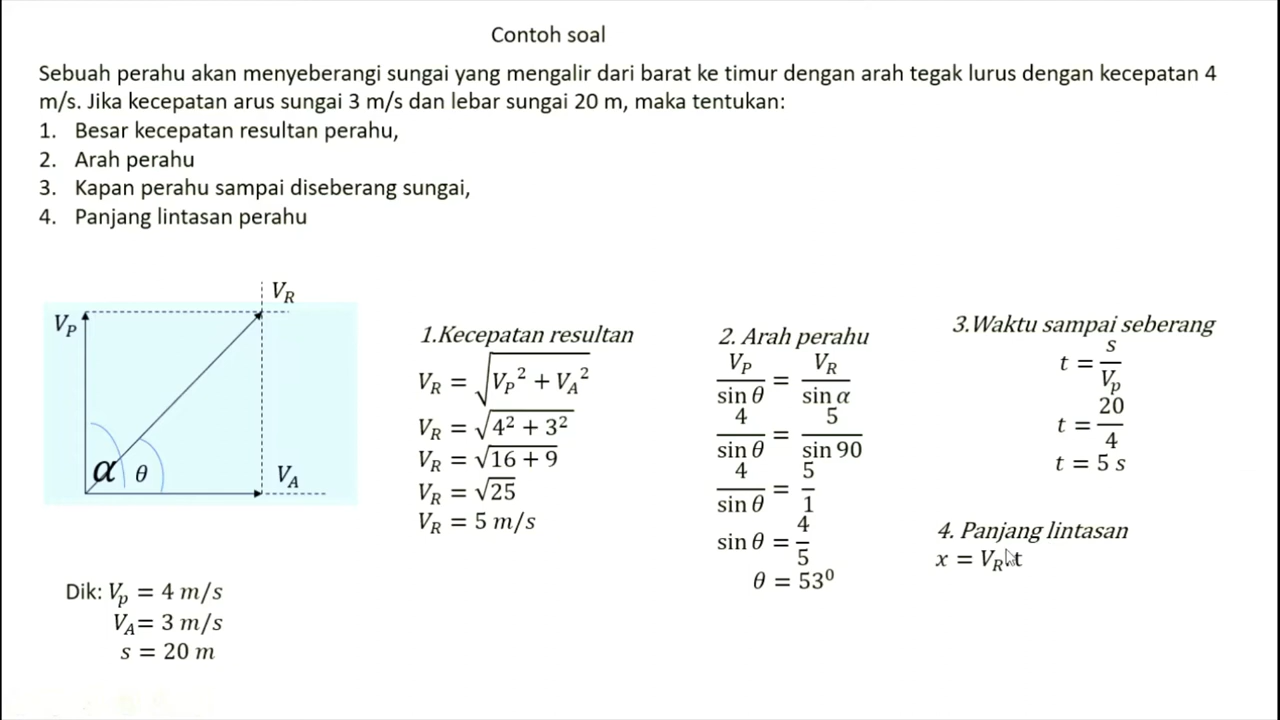 Contoh soal
Sebuah perahu akan menyeberangi sungai yang mengalir dari barat ke timur dengan arah tegak lurus dengan kecepatan 4
m/s. Jika kecepatan arus sungai 3 m/s dan lebar sungai 20 m, maka tentukan:
1. Besar kecepatan resultan perahu,
2. Arah perahu
3. Kapan perahu sampai diseberang sungai,
4. Panjang lintasan perahu
V_R
V_P
α θ
V_A
Dik: V_p = 4 m/s
V_A= 3 m/s
s = 20 m
1.Kecepatan resultan
V_R = √(V_P² + V_A²)
V_R = √(4² + 3²)
V_R = √(16 + 9)
V_R = √25
V_R = 5 m/s
2. Arah perahu
V_P/sin θ = V_R/sin α
4/sin θ = 5/sin 90
4/sin θ = 5/1
sin θ = 4/5
θ = 53⁰
3.Waktu sampai seberang
t = s/V_p
t = 20/4
t = 5 s
4. Panjang lintasan
x = V_R t